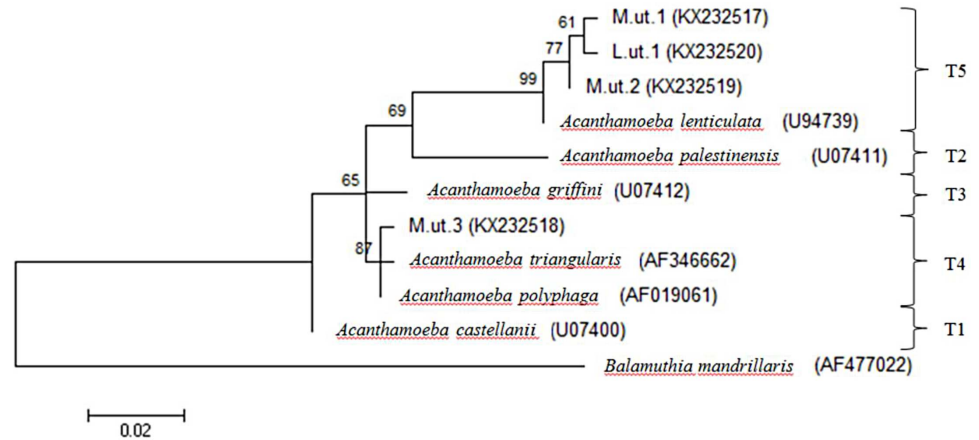 61 M.ut.1 (KX232517)
77 L.ut.1 (KX232520)
T5
99 M.ut.2 (KX232519)
69 Acanthamoeba lenticulata (U94739)
Acanthamoeba palestinensis (U07411) T2
65 Acanthamoeba griffini (U07412) T3
M.ut.3 (KX232518)
87 Acanthamoeba triangularis (AF346662) T4
Acanthamoeba polyphaga (AF019061)
Acanthamoeba castellanii (U07400) T1
Balamuthia mandrillaris (AF477022)
0.02